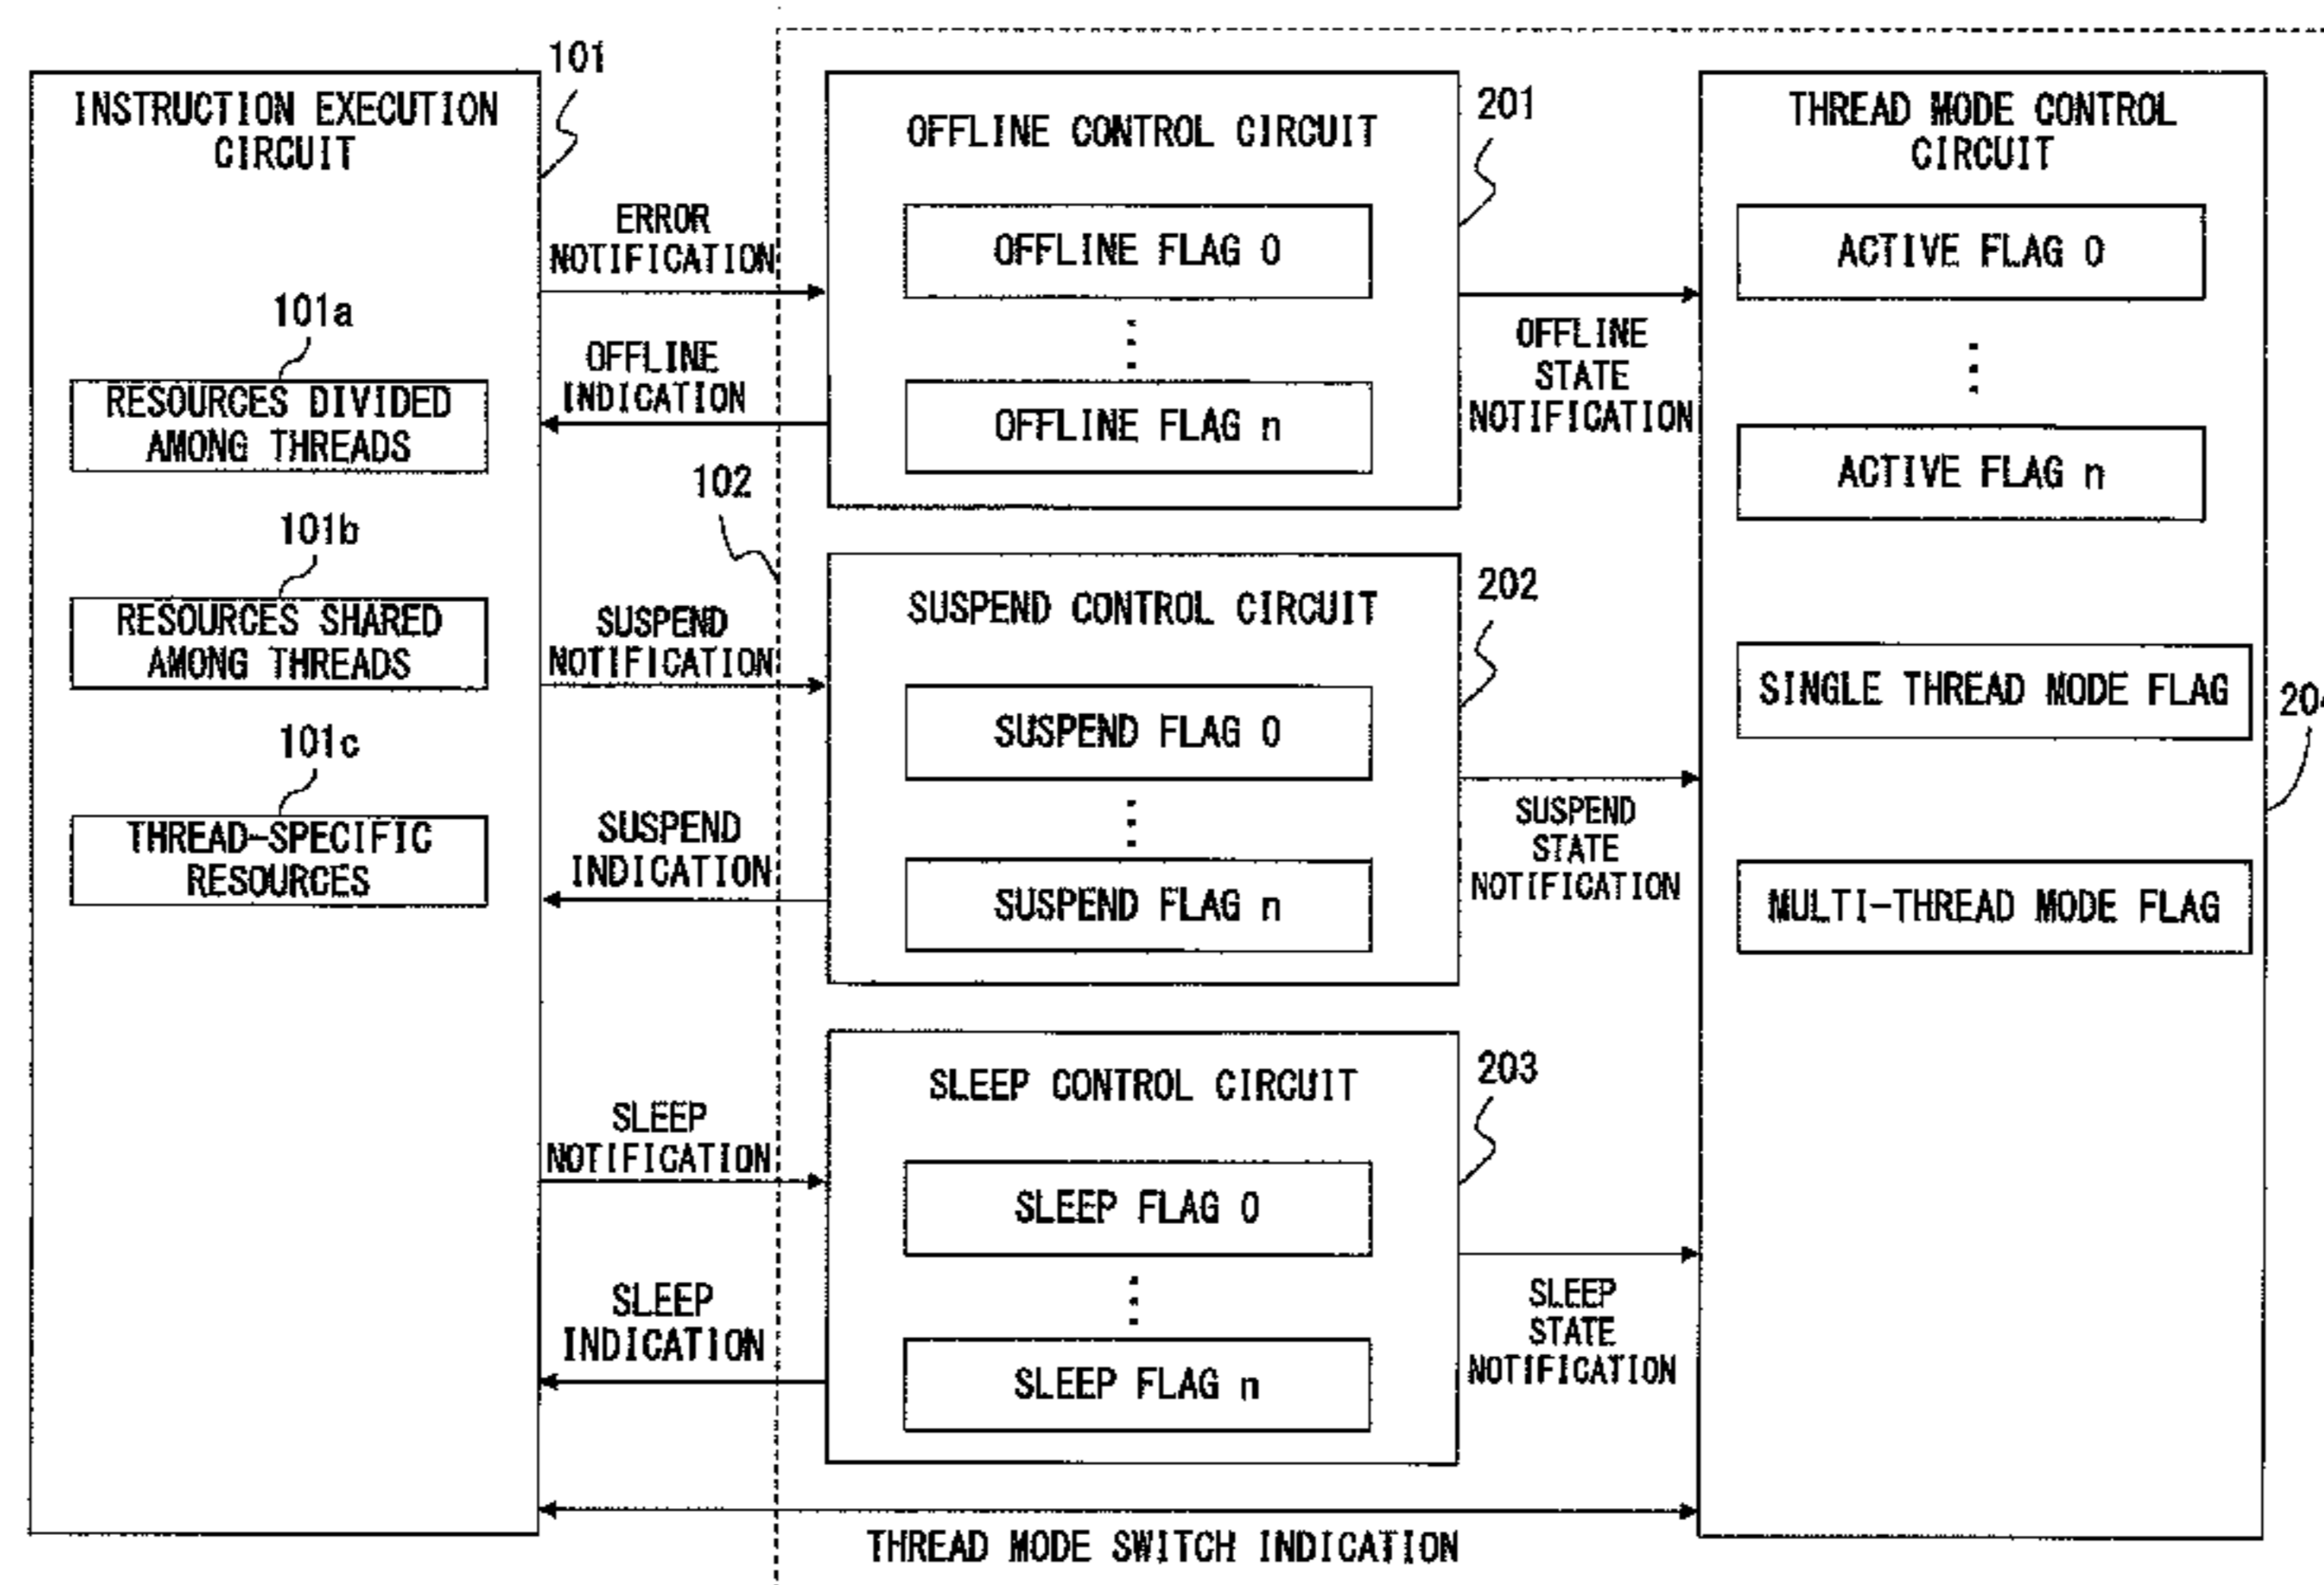 101
INSTRUCTION EXECUTION
CIRCUIT
101a
RESOURCES DIVIDED
AMONG THREADS
101b
RESOURCES SHARED
AMONG THREADS
101c
THREAD-SPECIFIC
RESOURCES
ERROR
NOTIFICATION
OFFLINE
INDICATION
102
SUSPEND
NOTIFICATION
SUSPEND
INDICATION
SLEEP
NOTIFICATION
SLEEP
INDICATION
OFFLINE CONTROL CIRCUIT
201
OFFLINE FLAG 0
OFFLINE FLAG n
SUSPEND CONTROL CIRCUIT
202
SUSPEND FLAG 0
SUSPEND FLAG n
SLEEP CONTROL CIRCUIT
203
SLEEP FLAG 0
SLEEP FLAG n
OFFLINE
STATE
NOTIFICATION
SUSPEND
STATE
NOTIFICATION
SLEEP
STATE
NOTIFICATION
THREAD MODE CONTROL
CIRCUIT
ACTIVE FLAG 0
ACTIVE FLAG n
SINGLE THREAD MODE FLAG
204
MULTI-THREAD MODE FLAG
THREAD MODE SWITCH INDICATION